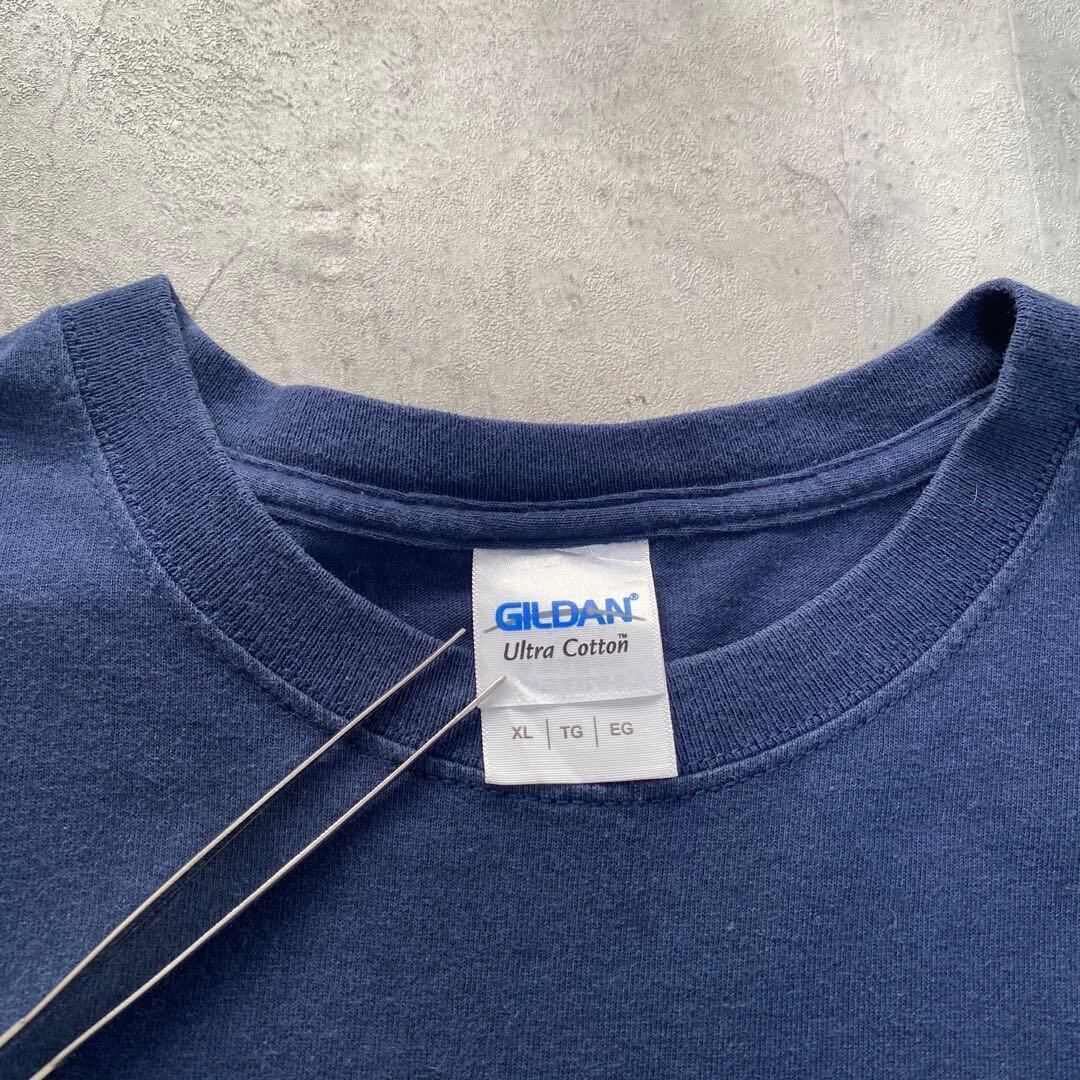 GILDAN®
Ultra Cotton™
XL | TG | EG